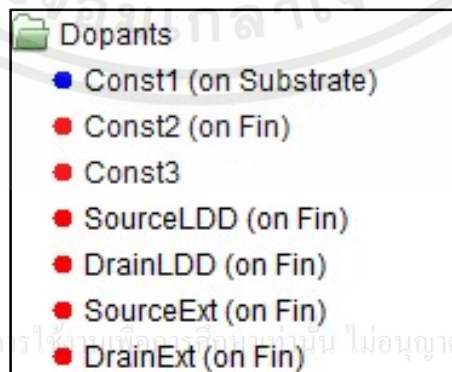 Dopants
Const1 (on Substrate)
Const2 (on Fin)
Const3
SourceLDD (on Fin)
DrainLDD (on Fin)
SourceExt (on Fin)
DrainExt (on Fin)